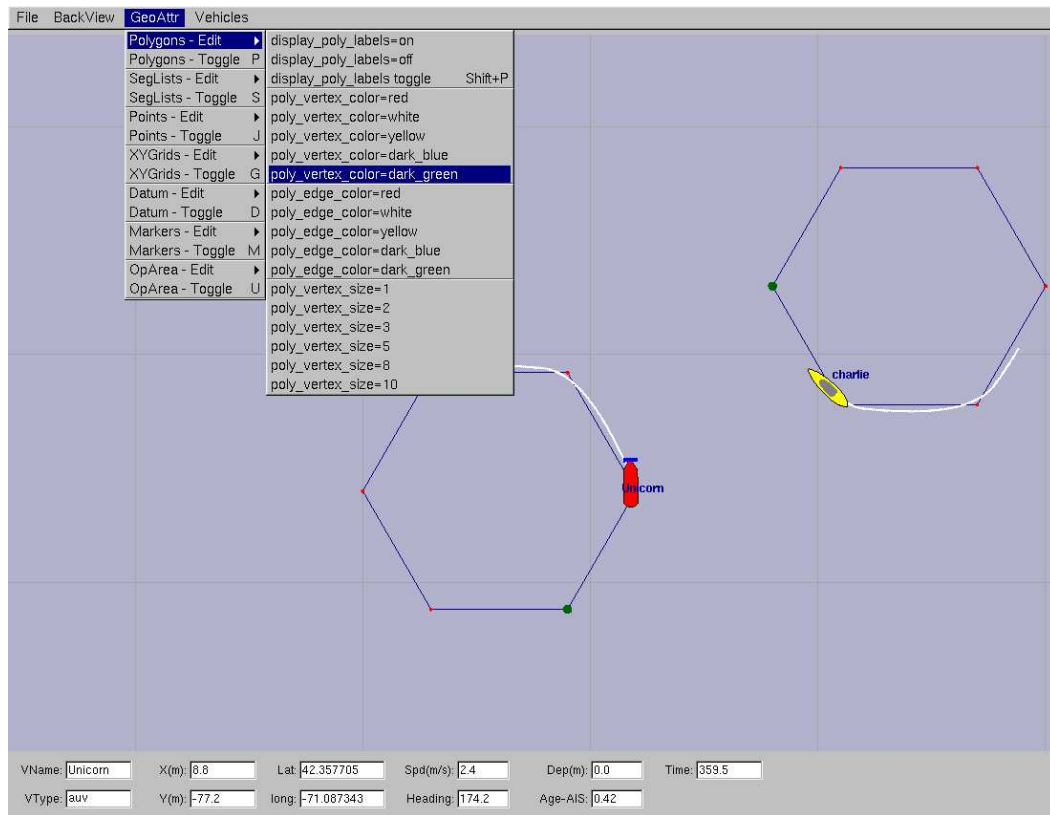 File BackView GeoAttr Vehicles
Polygons - Edit
Polygons - Toggle P
SegLists - Edit
SegLists - Toggle S
Points - Edit
Points - Toggle J
XYGrids - Edit
XYGrids - Toggle G
Datum - Edit
Datum - Toggle D
Markers - Edit
Markers - Toggle M
OpArea - Edit
OpArea - Toggle U
display_poly_labels=on
display_poly_labels=off
display_poly_labels toggle Shift+P
poly_vertex_color=red
poly_vertex_color=white
poly_vertex_color=yellow
poly_vertex_color=dark_blue
poly_vertex_color=dark_green
poly_edge_color=red
poly_edge_color=white
poly_edge_color=yellow
poly_edge_color=dark_blue
poly_edge_color=dark_green
poly_vertex_size=1
poly_vertex_size=2
poly_vertex_size=3
poly_vertex_size=5
poly_vertex_size=8
poly_vertex_size=10
charlie
Unicorn
VName: Unicorn X(m): 8.8 Lat: 42.357705 Spd(m/s): 2.4 Dep(m): 0.0 Time: 359.5
VType: auv Y(m): -77.2 long: -71.087343 Heading: 174.2 Age-AIS: 0.42